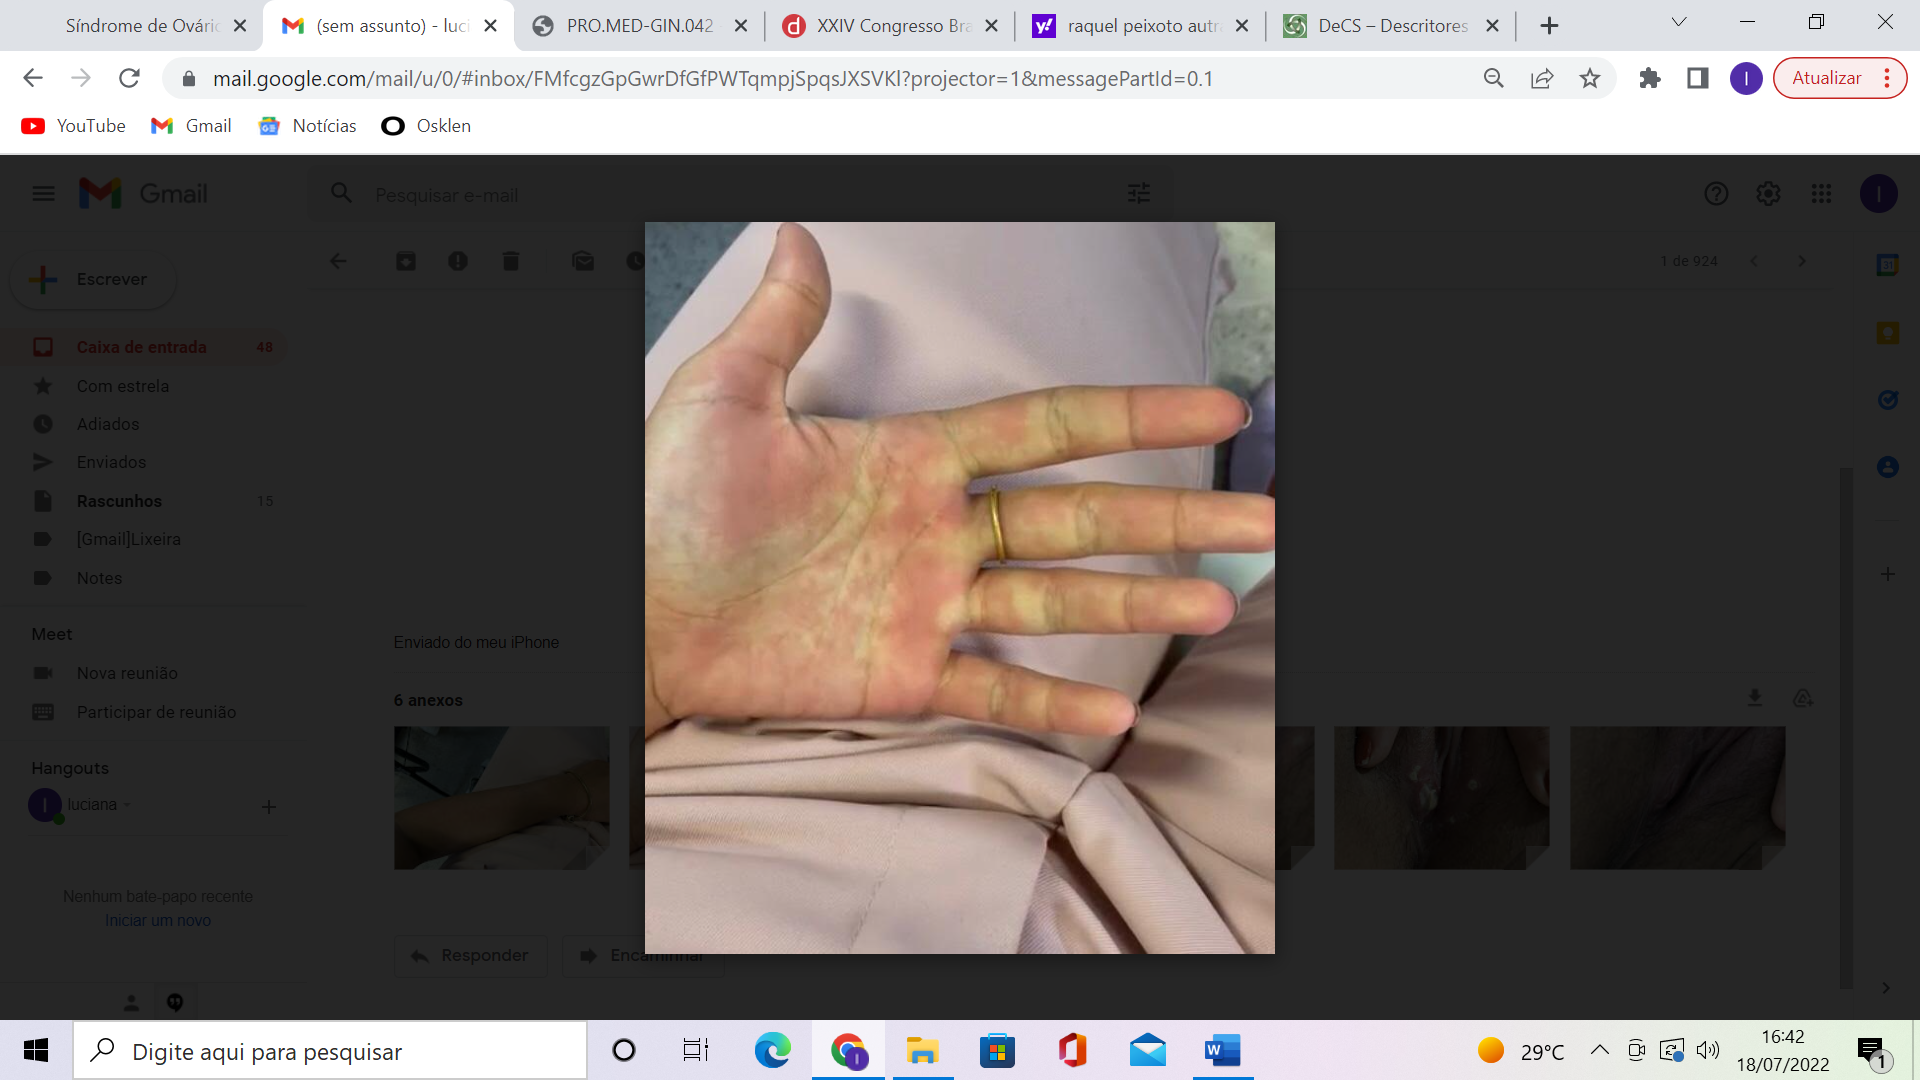 Síndrome de Ovári
(sem assunto) - luci
PRO.MED-GIN.042
XXIV Congresso Bra
raquel peixoto autr
DeCS – Descritores
mail.google.com/mail/u/0/#inbox/FMfcgzGpGwrDfGfPWTqmpjSpqsJXSVKl?projector=1&messagePartId=0.1
Atualizar
YouTube
Gmail
Notícias
Osklen
Gmail
Pesquisar e-mail
Escrever
1 de 924
Caixa de entrada 48
Com estrela
Adiados
Enviados
Rascunhos 15
[Gmail]Lixeira
Notes
Meet
Nova reunião
Participar de reunião
Hangouts
luciana
Nenhum bate-papo recente
Iniciar um novo
Enviado do meu iPhone
6 anexos
Responder
Encaminhar
Digite aqui para pesquisar
29°C
16:42
18/07/2022
1